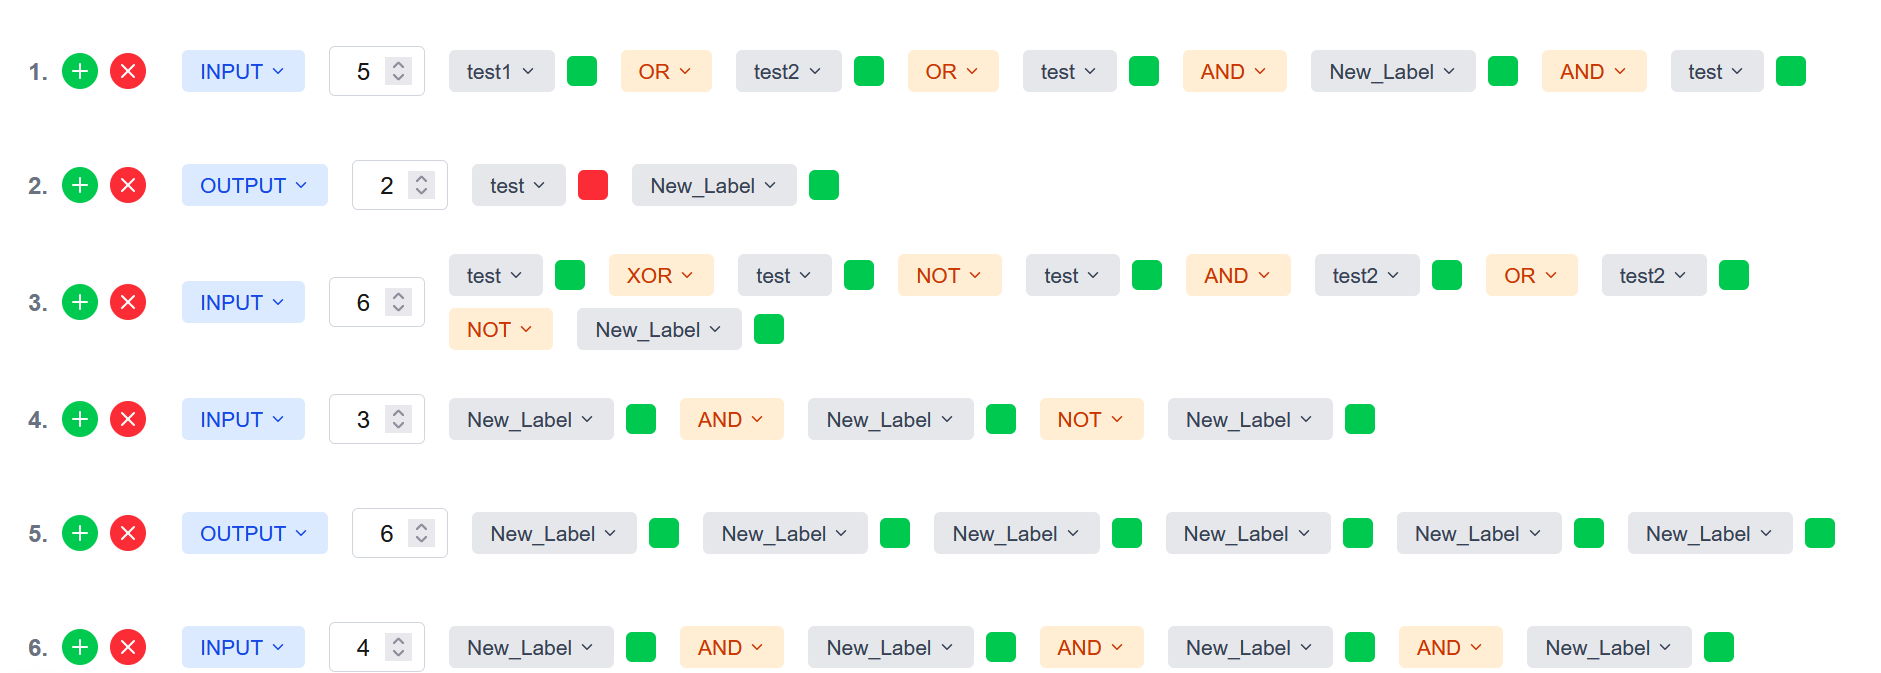 1. INPUT 5 test1 OR test2 OR test AND New_Label AND test
2. OUTPUT 2 test New_Label
3. INPUT 6 test XOR test NOT test AND test2 OR test2
NOT New_Label
4. INPUT 3 New_Label AND New_Label NOT New_Label
5. OUTPUT 6 New_Label New_Label New_Label New_Label New_Label New_Label
6. INPUT 4 New_Label AND New_Label AND New_Label AND New_Label